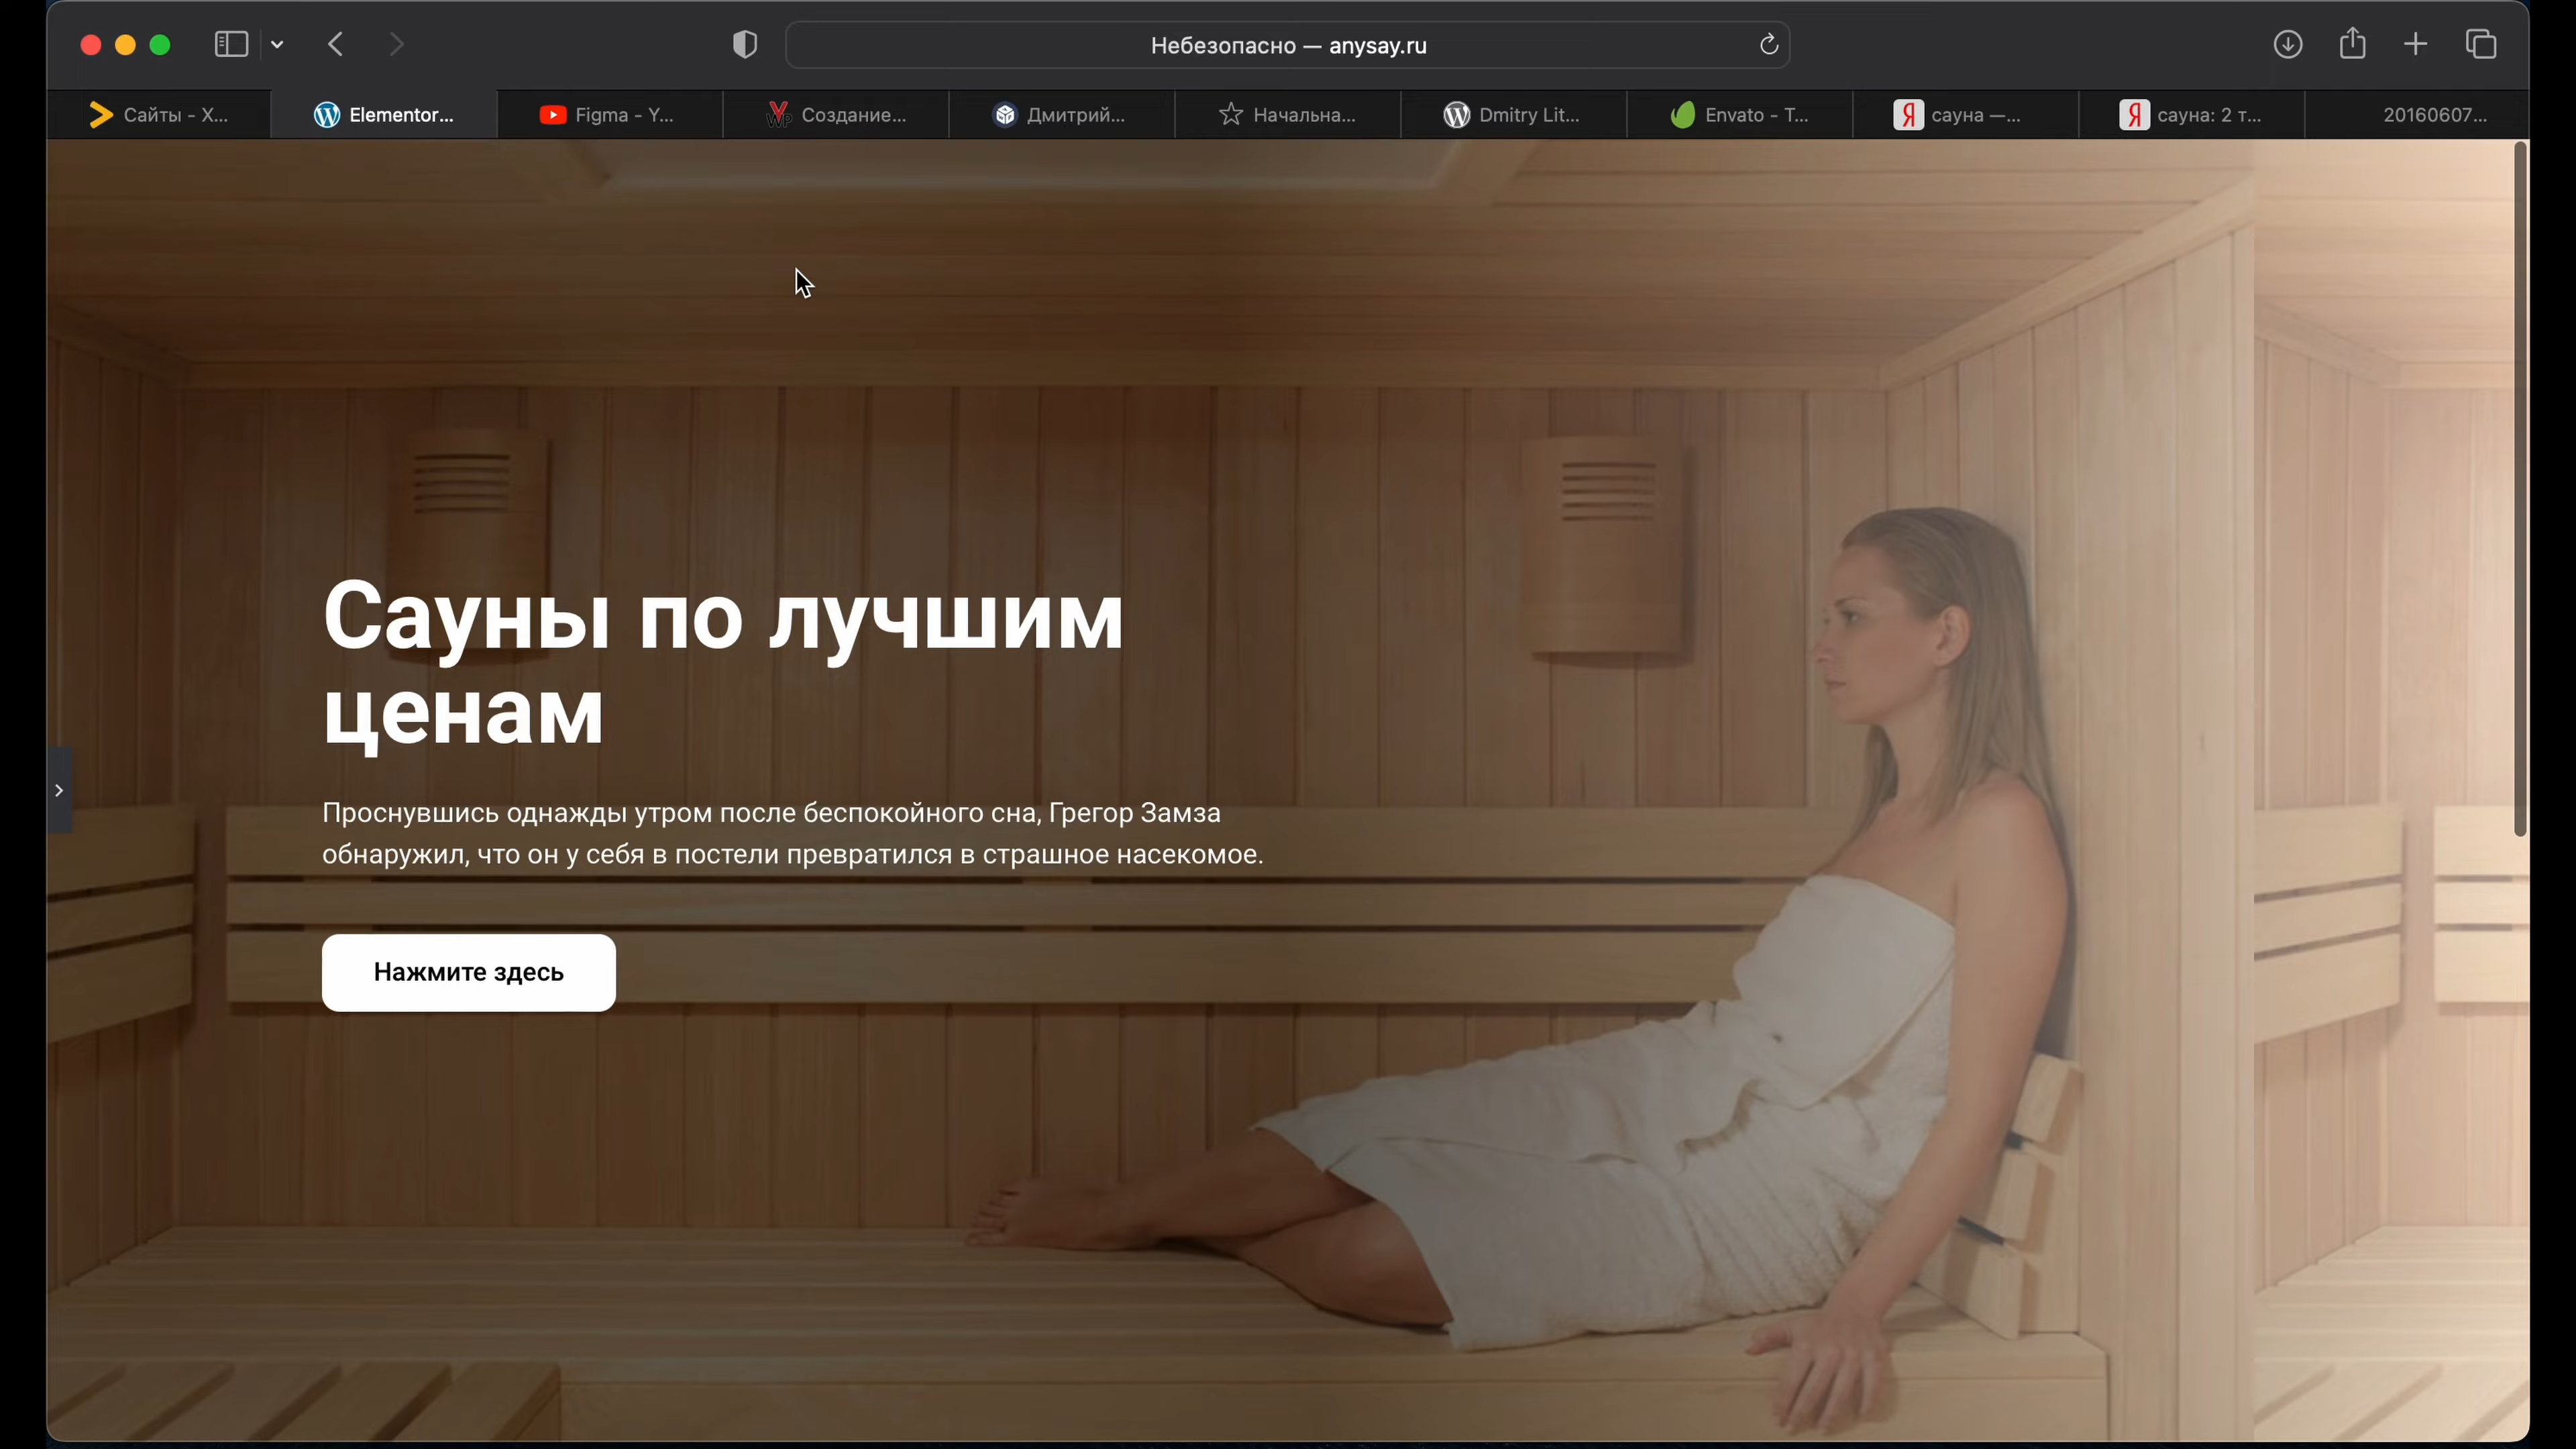 Небезопасно — anysay.ru
Сайты - X...
Elementor...
Figma - Y...
Создание...
Дмитрий...
Начальна...
Dmitry Lit...
Envato - T...
сауна —...
сауна: 2 т...
20160607...
Сауны по лучшим
ценам
Проснувшись однажды утром после беспокойного сна, Грегор Замза
обнаружил, что он у себя в постели превратился в страшное насекомое.
Нажмите здесь